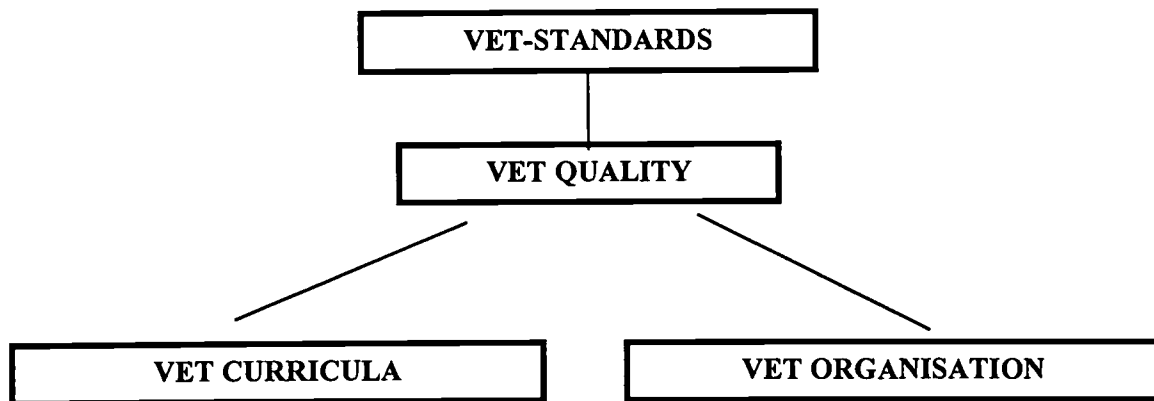 VET-STANDARDS
VET QUALITY
VET CURRICULA
VET ORGANISATION